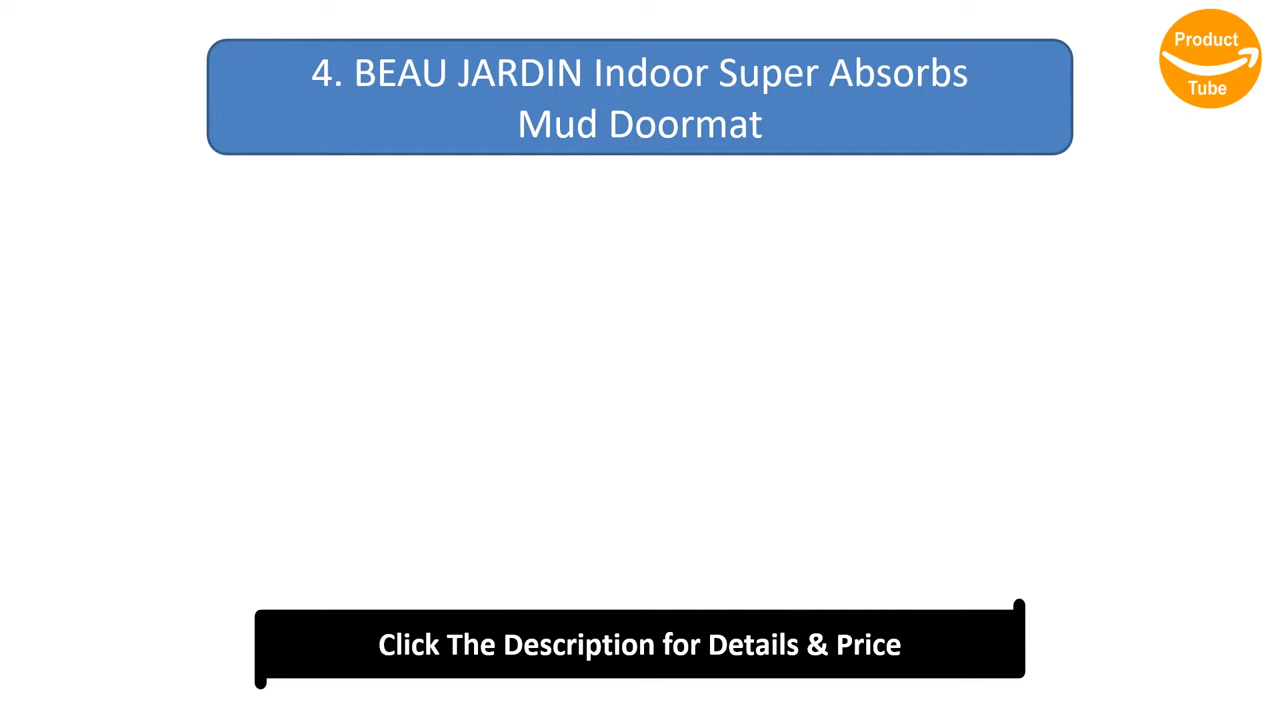 4. BEAU JARDIN Indoor Super Absorbs
Mud Doormat
Product
Tube
Click The Description for Details & Price